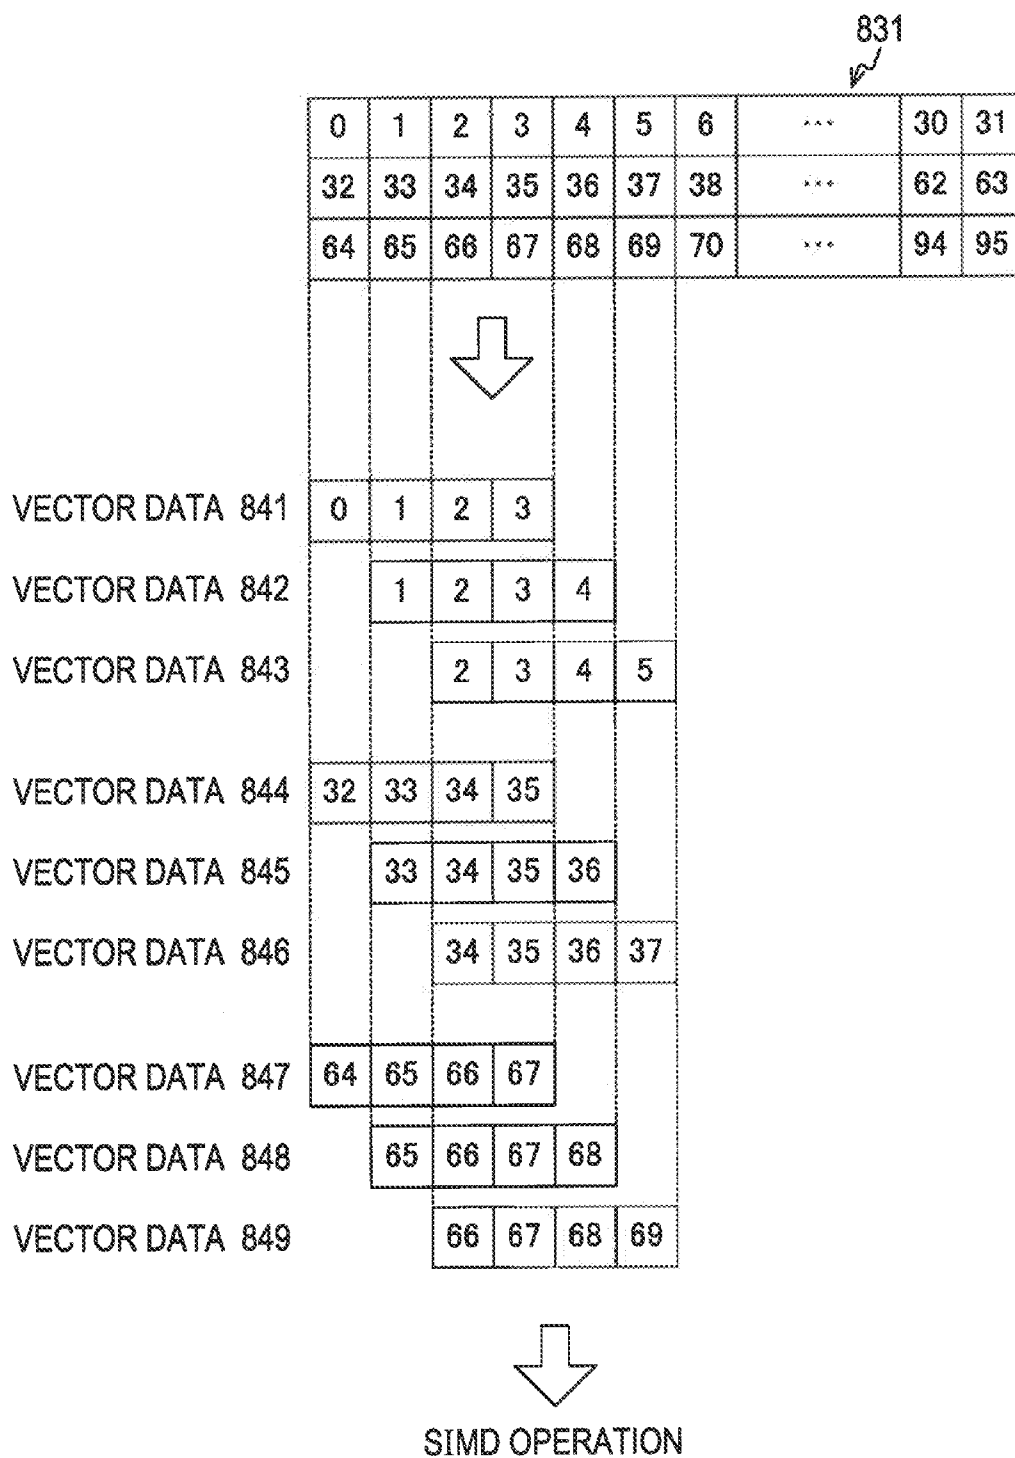 831
0 1 2 3 4 5 6 ... 30 31
32 33 34 35 36 37 38 ... 62 63
64 65 66 67 68 69 70 ... 94 95
VECTOR DATA 841 0 1 2 3
VECTOR DATA 842 1 2 3 4
VECTOR DATA 843 2 3 4 5
VECTOR DATA 844 32 33 34 35
VECTOR DATA 845 33 34 35 36
VECTOR DATA 846 34 35 36 37
VECTOR DATA 847 64 65 66 67
VECTOR DATA 848 65 66 67 68
VECTOR DATA 849 66 67 68 69
SIMD OPERATION